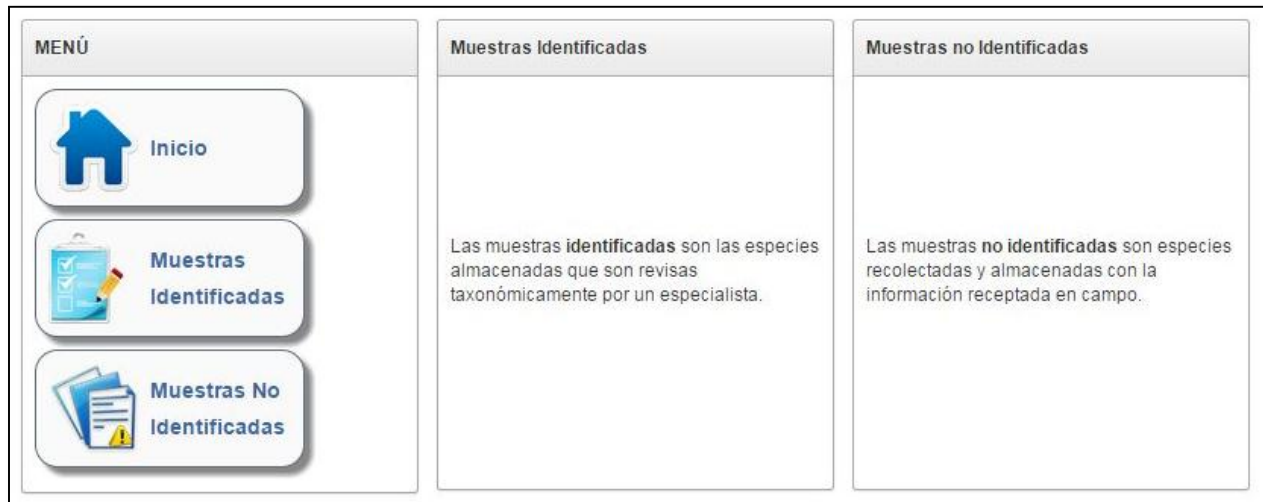 MENÚ
Inicio
Muestras
Identificadas
Muestras No
Identificadas
Muestras Identificadas
Las muestras identificadas son las especies
almacenadas que son revisas
taxonómicamente por un especialista.
Muestras no Identificadas
Las muestras no identificadas son especies
recolectadas y almacenadas con la
información receptada en campo.